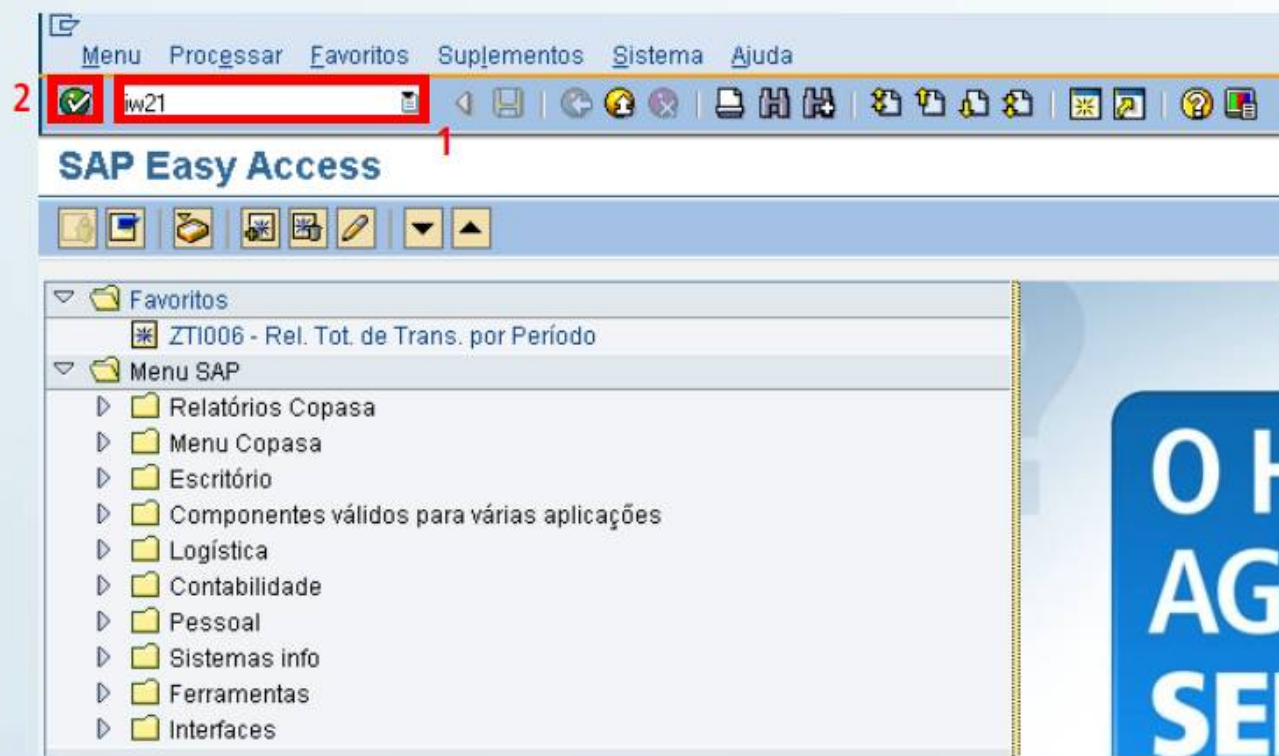 Menu Processar Favoritos Suplementos Sistema Ajuda
2 iw21
1
SAP Easy Access
Favoritos
ZTI006 - Rel. Tot. de Trans. por Período
Menu SAP
Relatórios Copasa
Menu Copasa
Escritório
Componentes válidos para várias aplicações
Logística
Contabilidade
Pessoal
Sistemas info
Ferramentas
Interfaces
O H
AG
SE